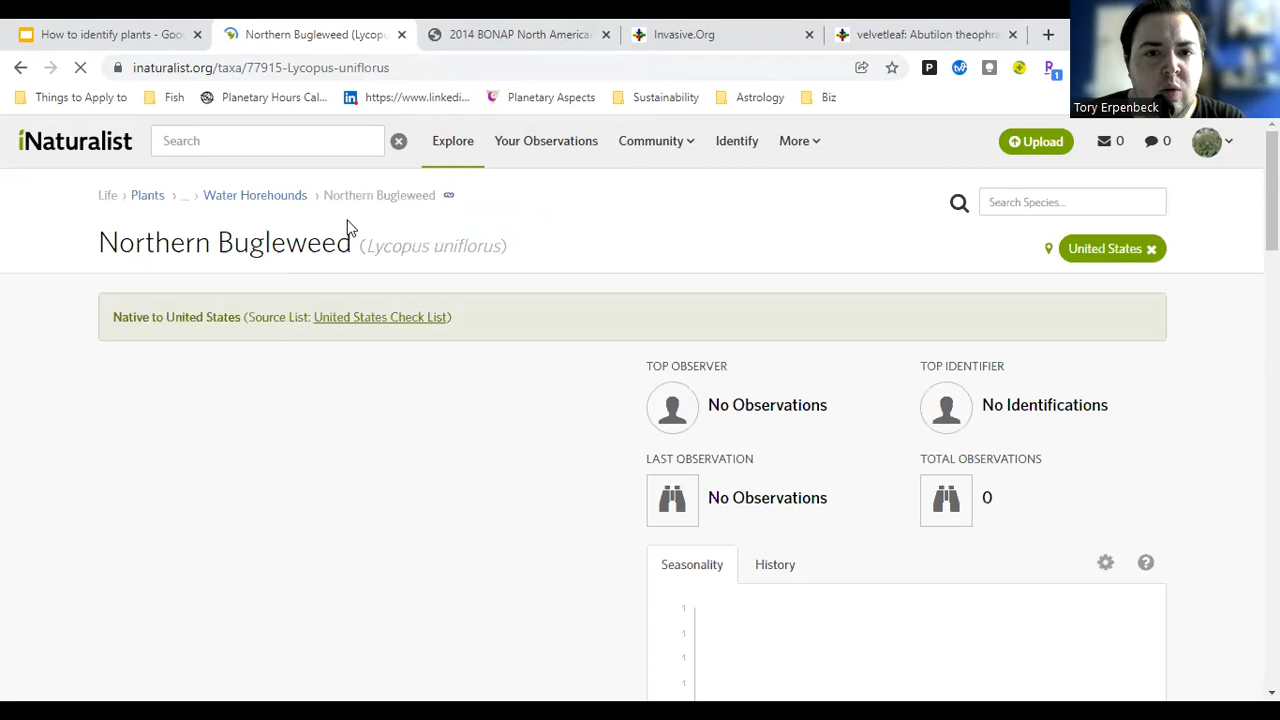 How to identify plants - Goog
Northern Bugleweed (Lycopu
2014 BONAP North America
Invasive.Org
velvetleaf: Abutilon theophra
inaturalist.org/taxa/77915-Lycopus-uniflorus
P
tvp
R
1
Things to Apply to
Fish
Planetary Hours Cal...
in
https://www.linkedi...
Planetary Aspects
Sustainability
Astrology
Biz
Tory Erpenbeck
iNaturalist
Search
Explore
Your Observations
Community
Identify
More
Upload
0
0
Life › Plants › ... › Water Horehounds › Northern Bugleweed
Search Species...
Northern Bugleweed (Lycopus uniflorus)
United States
Native to United States (Source List: United States Check List)
TOP OBSERVER
No Observations
TOP IDENTIFIER
No Identifications
LAST OBSERVATION
No Observations
TOTAL OBSERVATIONS
0
Seasonality
History
?
1
1
1
1